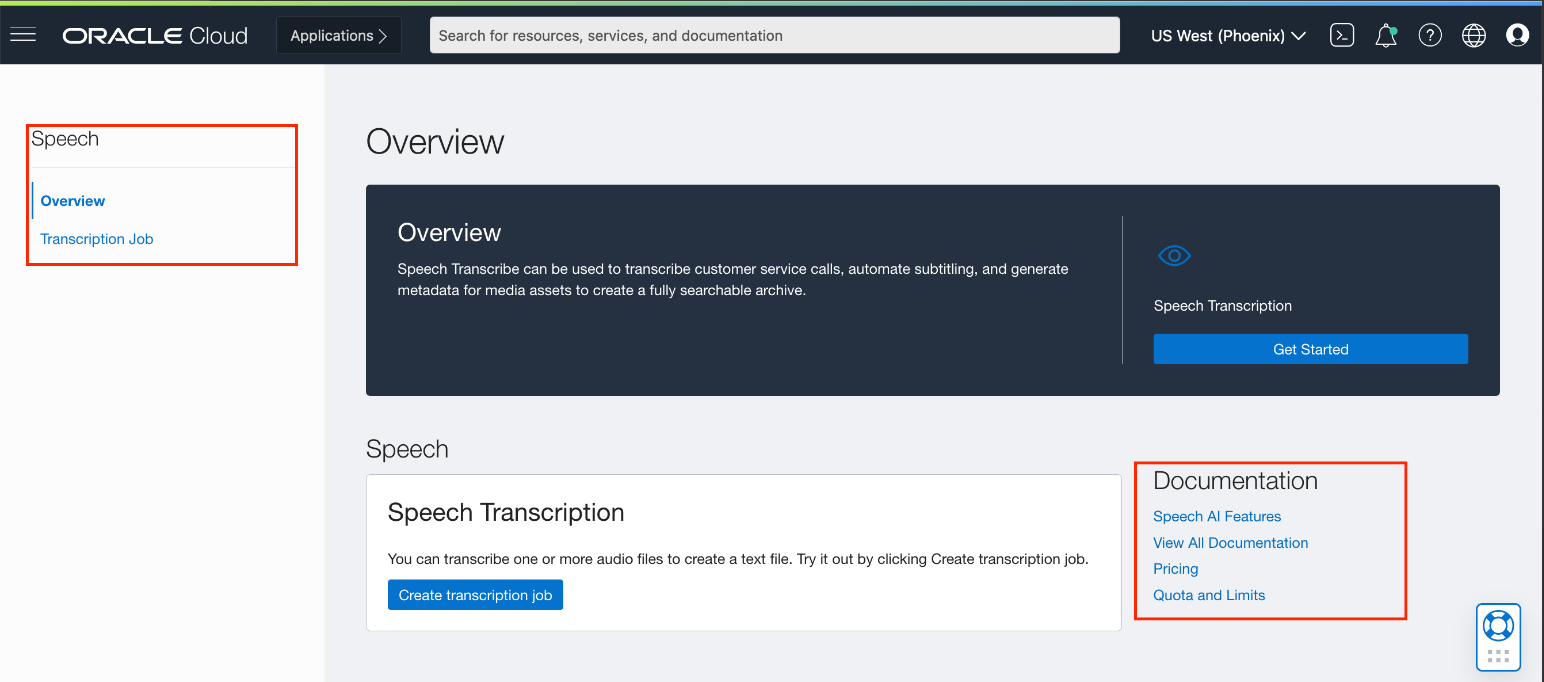 ORACLE Cloud
Applications
Search for resources, services, and documentation
US West (Phoenix)
Speech
Overview
Transcription Job
Overview
Overview
Speech Transcribe can be used to transcribe customer service calls, automate subtitling, and generate
metadata for media assets to create a fully searchable archive.
Speech Transcription
Get Started
Speech
Speech Transcription
You can transcribe one or more audio files to create a text file. Try it out by clicking Create transcription job.
Create transcription job
Documentation
Speech AI Features
View All Documentation
Pricing
Quota and Limits